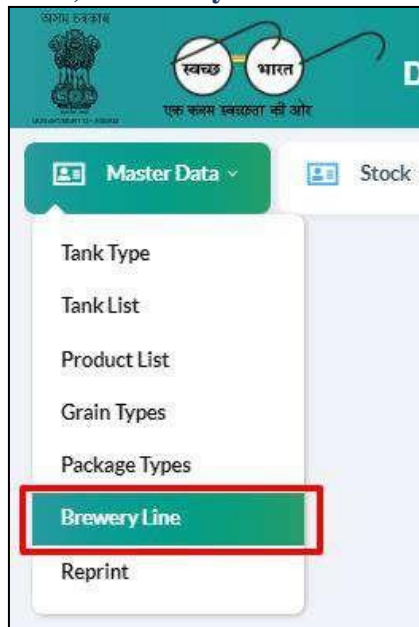 স্বচ্ছ
स्वच्छ भारत
एक कदम स्वच्छता की ओर
D
Master Data
Stock
Tank Type
Tank List
Product List
Grain Types
Package Types
Brewery Line
Reprint